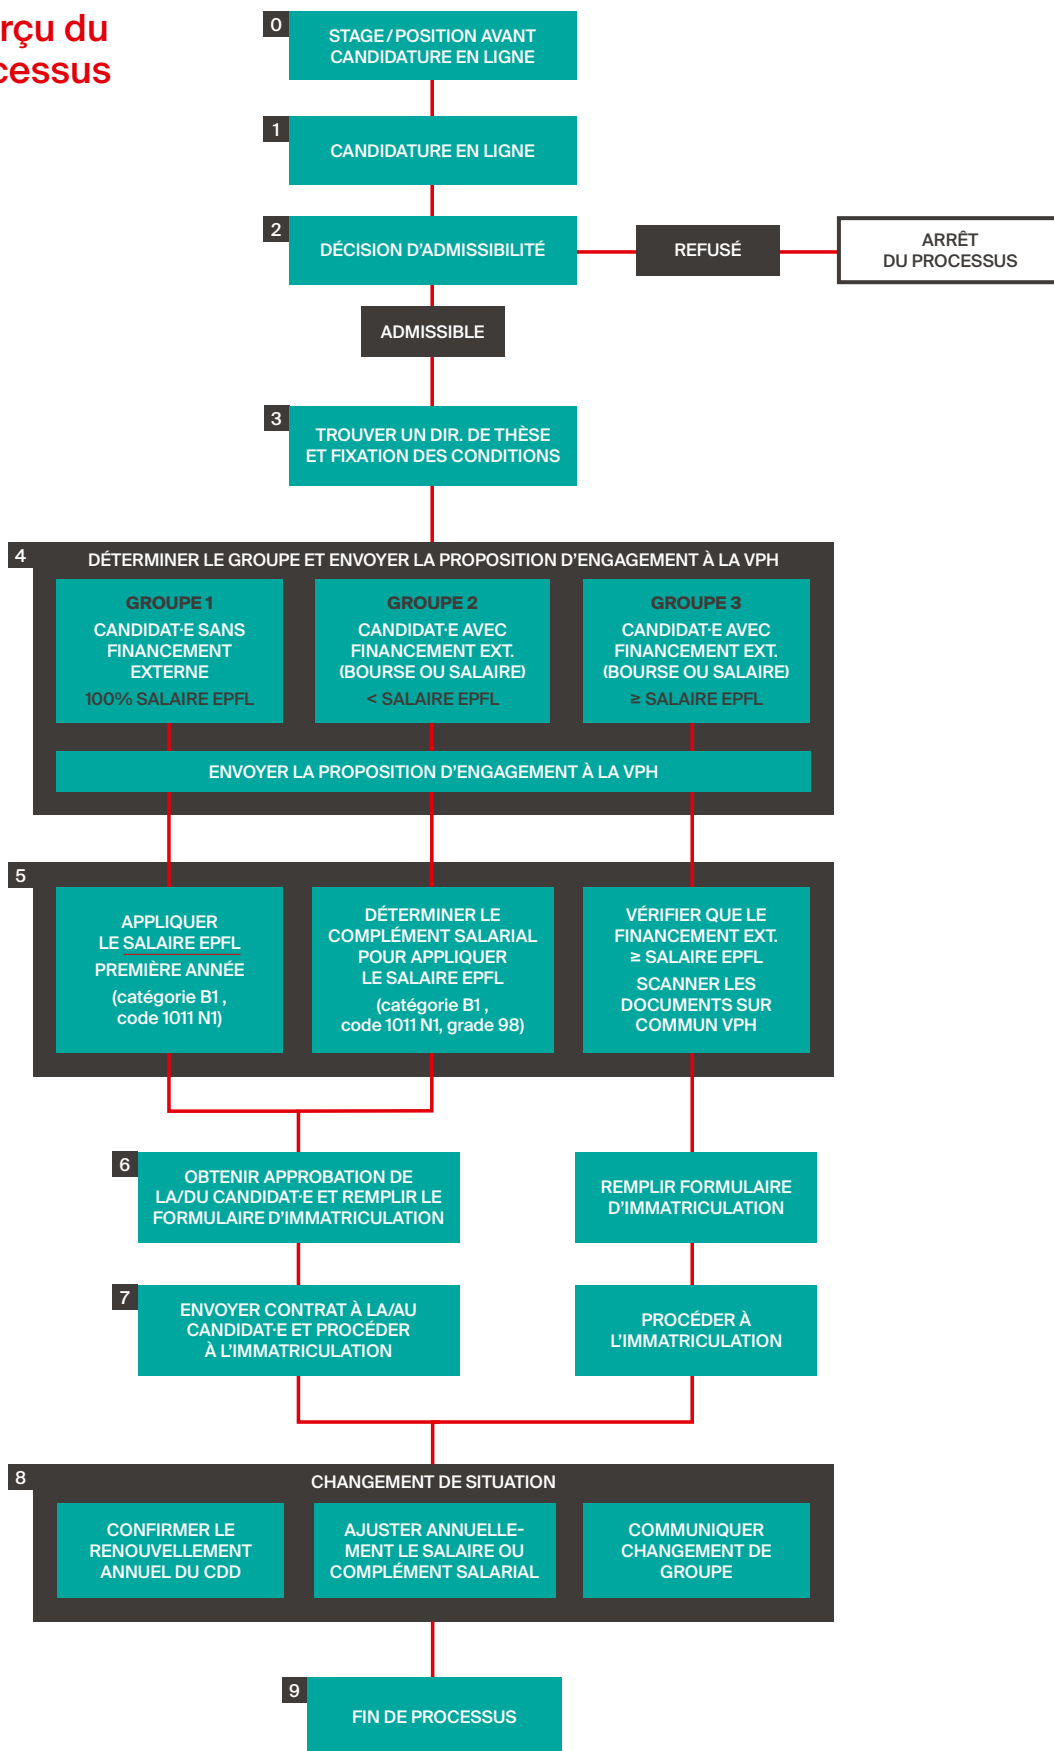 rçu du
cessus
0
STAGE / POSITION AVANT
CANDIDATURE EN LIGNE
1
CANDIDATURE EN LIGNE
2
DÉCISION D'ADMISSIBILITÉ
REFUSÉ
ARRÊT
DU PROCESSUS
ADMISSIBLE
3
TROUVER UN DIR. DE THÈSE
ET FIXATION DES CONDITIONS
4
DÉTERMINER LE GROUPE ET ENVOYER LA PROPOSITION D'ENGAGEMENT À LA VPH
GROUPE 1
CANDIDAT·E SANS
FINANCEMENT
EXTERNE
100% SALAIRE EPFL
GROUPE 2
CANDIDAT·E AVEC
FINANCEMENT EXT.
(BOURSE OU SALAIRE)
< SALAIRE EPFL
GROUPE 3
CANDIDAT·E AVEC
FINANCEMENT EXT.
(BOURSE OU SALAIRE)
≥ SALAIRE EPFL
ENVOYER LA PROPOSITION D'ENGAGEMENT À LA VPH
5
APPLIQUER
LE SALAIRE EPFL
PREMIÈRE ANNÉE
(catégorie B1 ,
code 1011 N1)
DÉTERMINER LE
COMPLÉMENT SALARIAL
POUR APPLIQUER
LE SALAIRE EPFL
(catégorie B1 ,
code 1011 N1, grade 98)
VÉRIFIER QUE LE
FINANCEMENT EXT.
≥ SALAIRE EPFL
SCANNER LES
DOCUMENTS SUR
COMMUN VPH
6
OBTENIR APPROBATION DE
LA/DU CANDIDAT·E ET REMPLIR LE
FORMULAIRE D'IMMATRICULATION
REMPLIR FORMULAIRE
D'IMMATRICULATION
7
ENVOYER CONTRAT À LA/AU
CANDIDAT·E ET PROCÉDER
À L'IMMATRICULATION
PROCÉDER À
L'IMMATRICULATION
8
CHANGEMENT DE SITUATION
CONFIRMER LE
RENOUVELLEMENT
ANNUEL DU CDD
AJUSTER ANNUELLE-
MENT LE SALAIRE OU
COMPLÉMENT SALARIAL
COMMUNIQUER
CHANGEMENT DE
GROUPE
9
FIN DE PROCESSUS